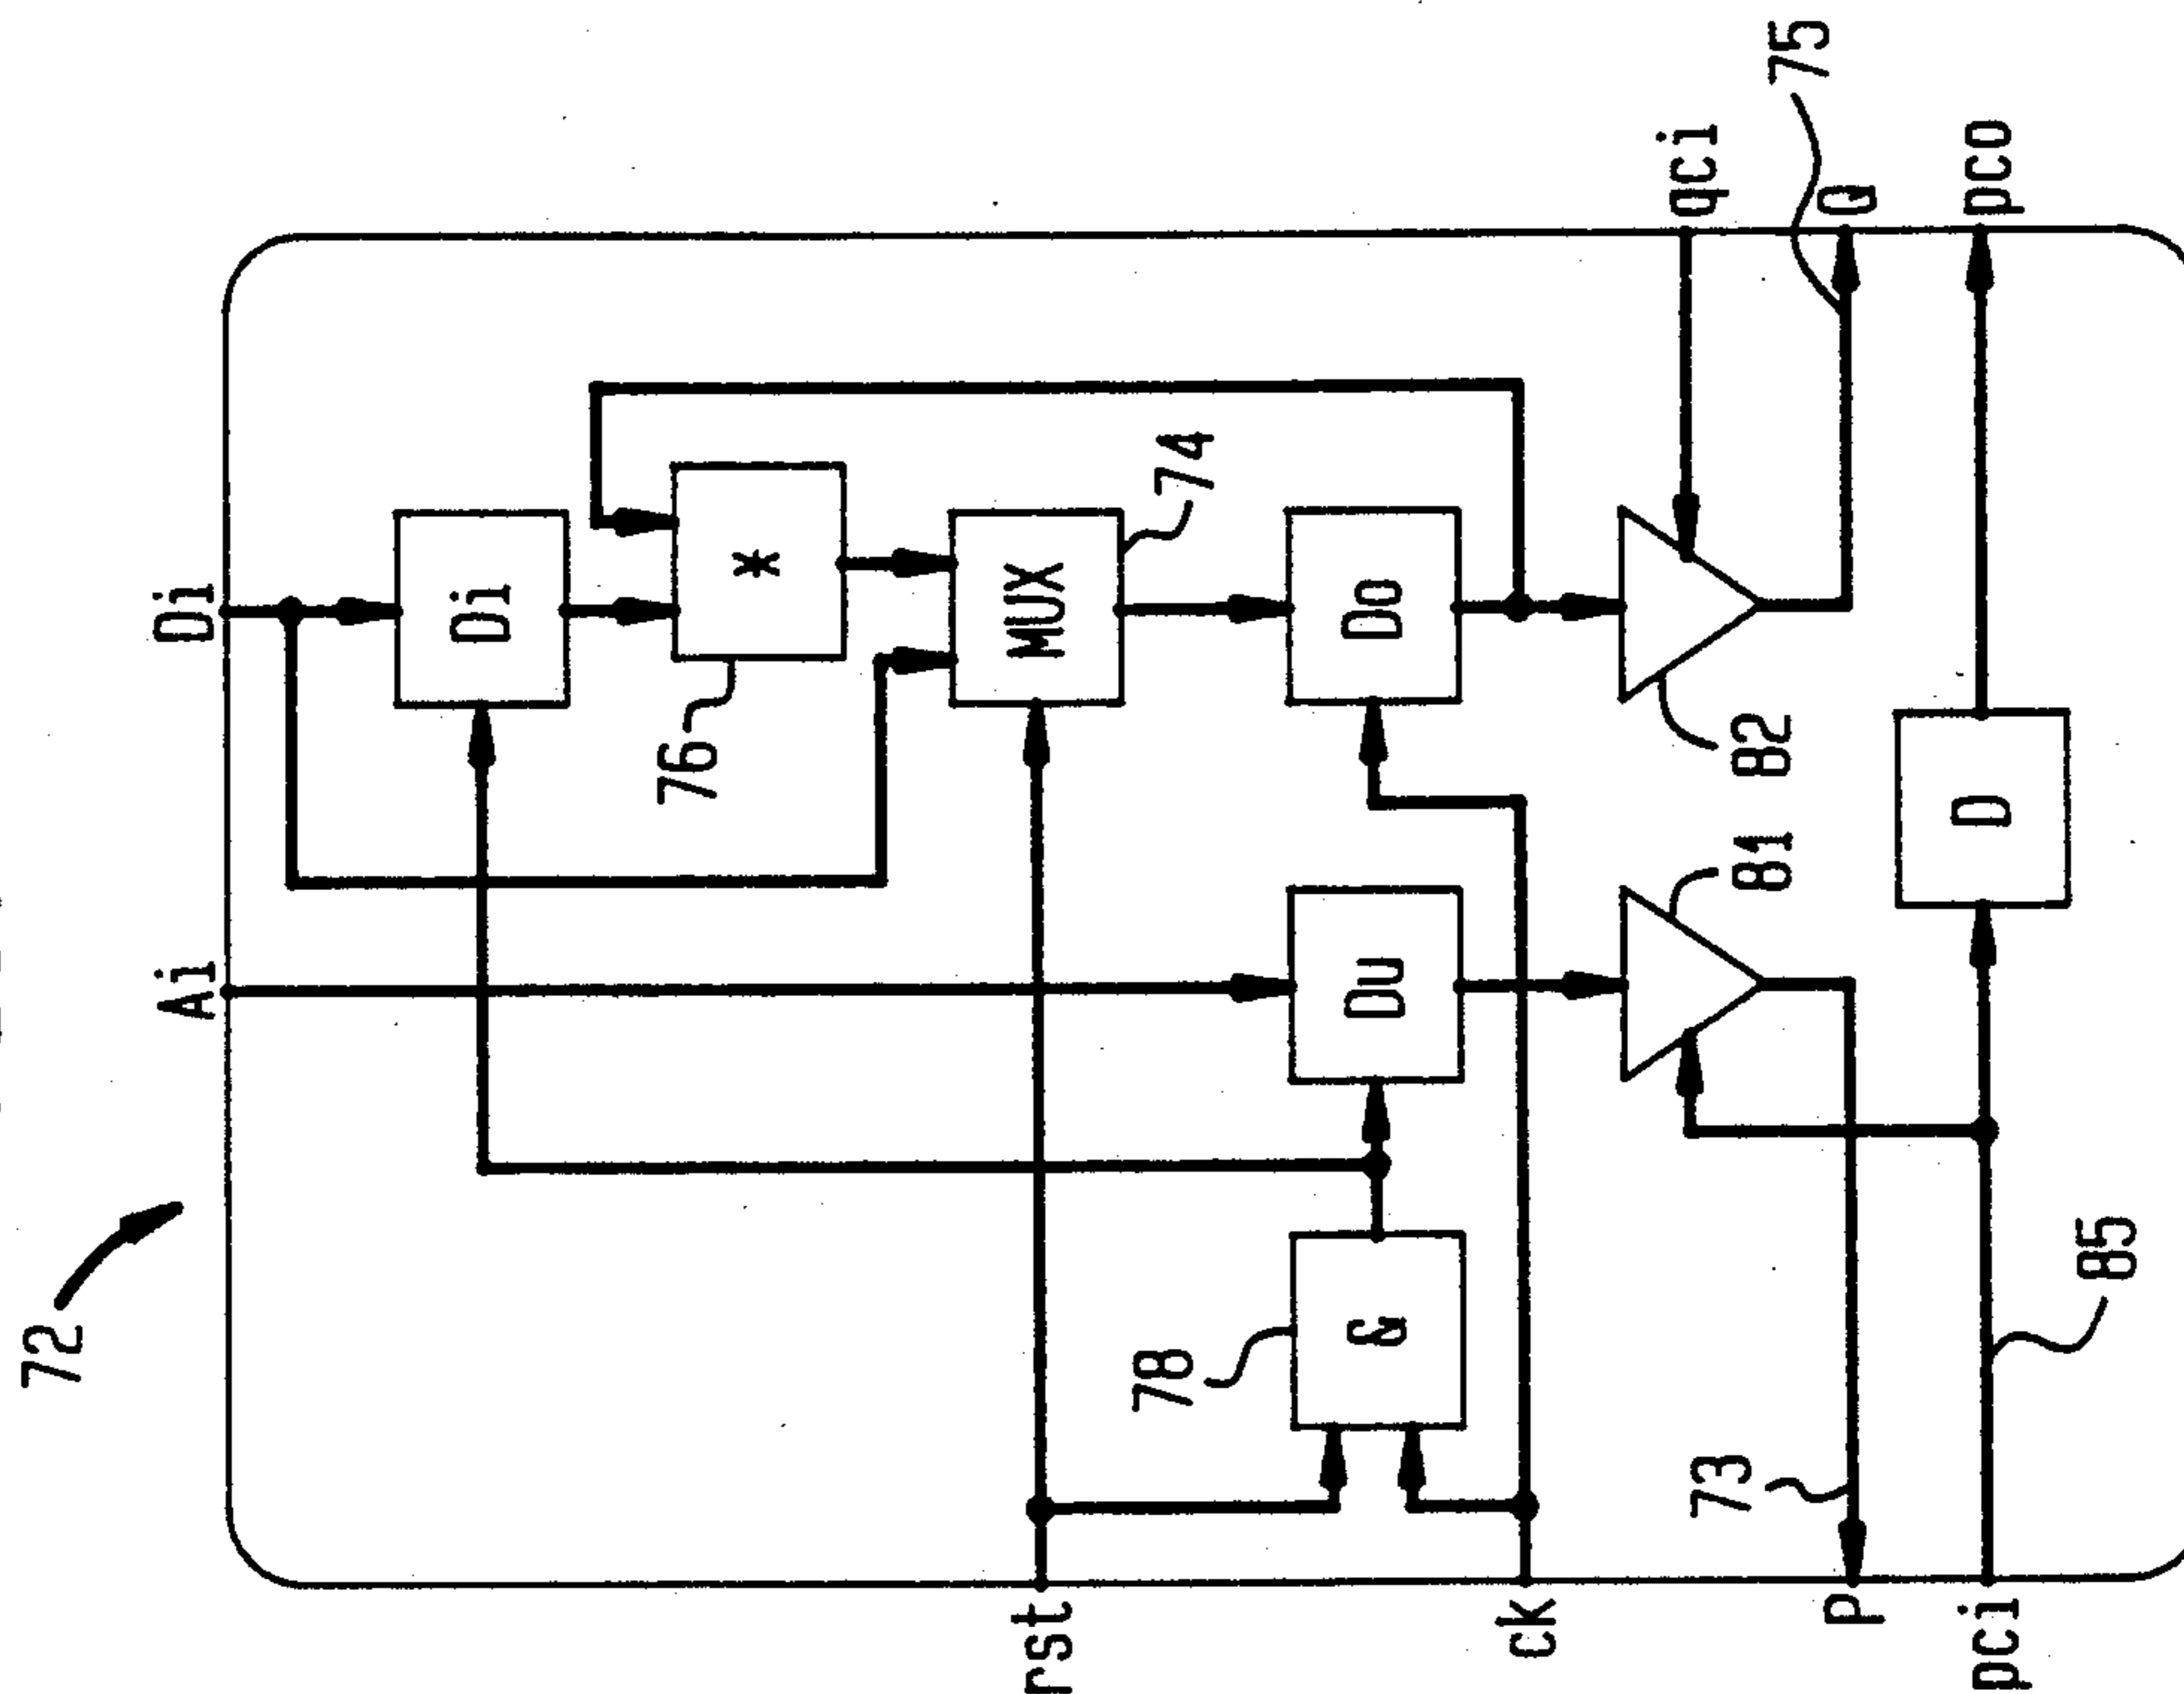 72
Di
Ai
Di
76
*
MUX
74
rst
78
&
Du
Do
ck
81
82
73
P
qci
Q
75
pci
85
D
pco